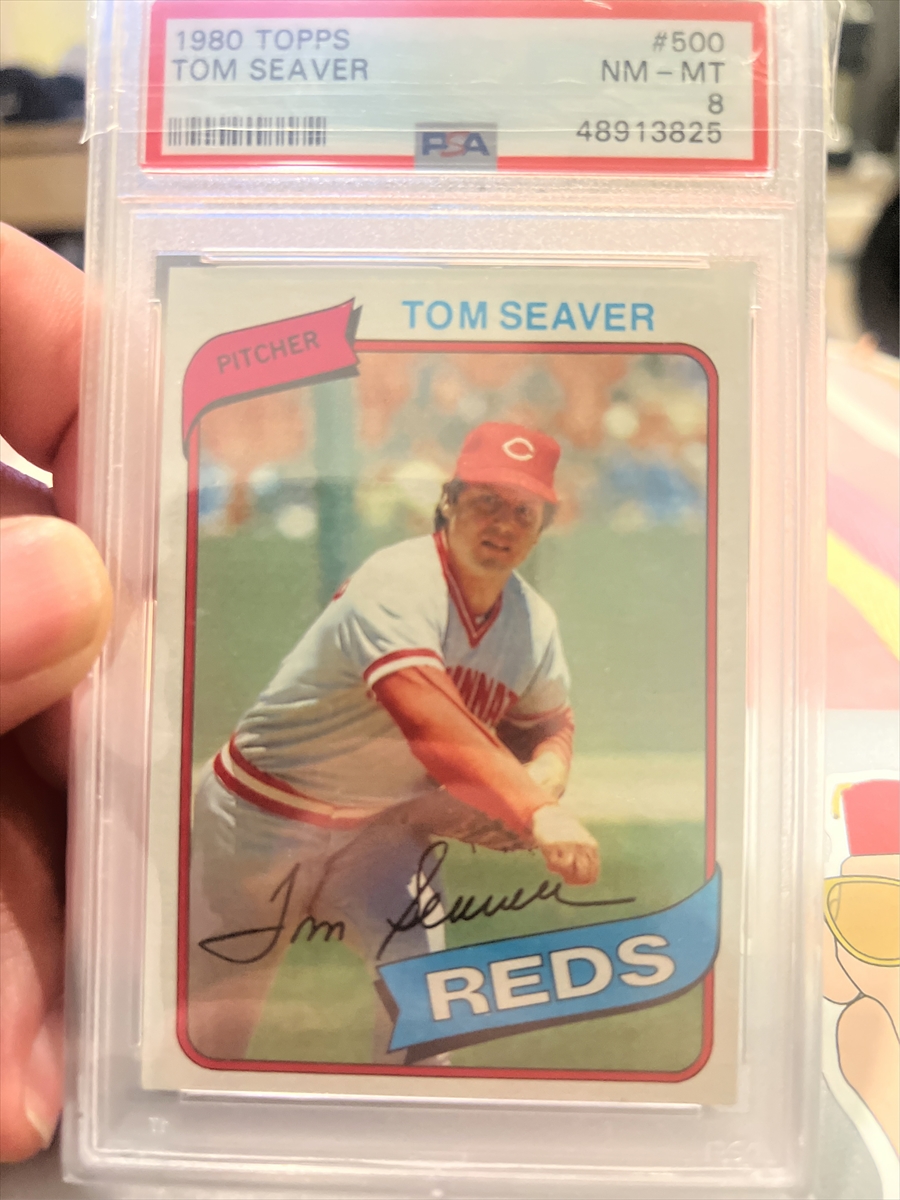 1980 TOPPS #500
TOM SEAVER NM - MT
8
PSA 48913825
TOM SEAVER
PITCHER
Tom Seaver
REDS